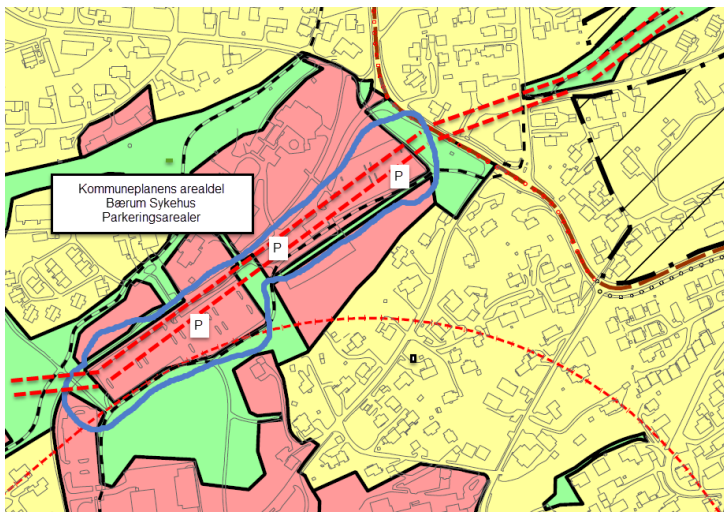 Kommuneplanens arealdel
Bærum Sykehus
Parkeringsarealer
P
P
P